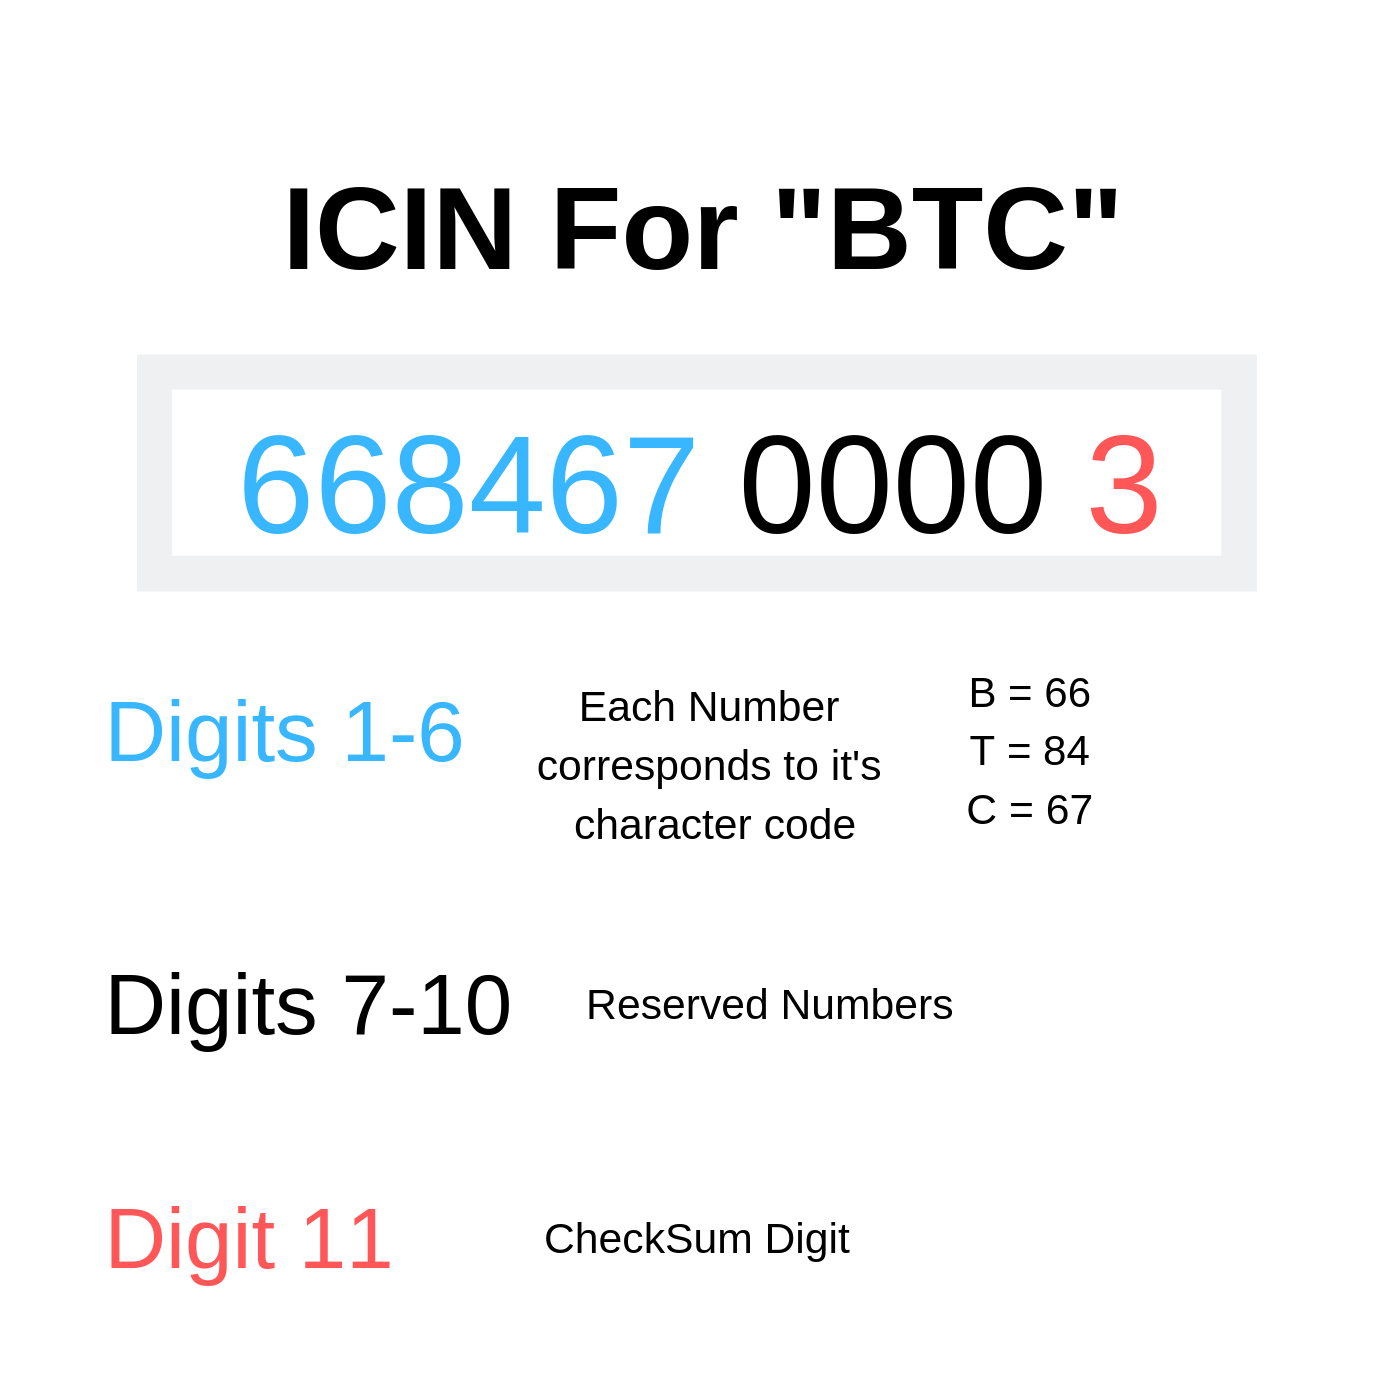 ICIN For "BTC"
668467 0000 3
Digits 1-6
Each Number
corresponds to it's
character code
B = 66
T = 84
C = 67
Digits 7-10
Reserved Numbers
Digit 11
CheckSum Digit